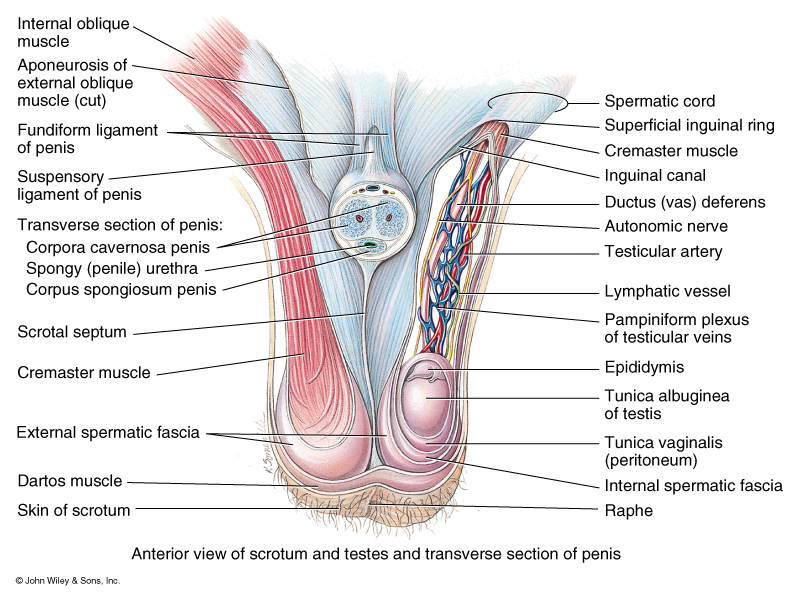 Internal oblique
muscle
Aponeurosis of
external oblique
muscle (cut)
Fundiform ligament
of penis
Suspensory
ligament of penis
Transverse section of penis:
Corpora cavernosa penis
Spongy (penile) urethra
Corpus spongiosum penis
Scrotal septum
Cremaster muscle
External spermatic fascia
Dartos muscle
Skin of scrotum
Spermatic cord
Superficial inguinal ring
Cremaster muscle
Inguinal canal
Ductus (vas) deferens
Autonomic nerve
Testicular artery
Lymphatic vessel
Pampiniform plexus
of testicular veins
Epididymis
Tunica albuginea
of testis
Tunica vaginalis
(peritoneum)
Internal spermatic fascia
Raphe
Anterior view of scrotum and testes and transverse section of penis
© John Wiley & Sons, Inc.